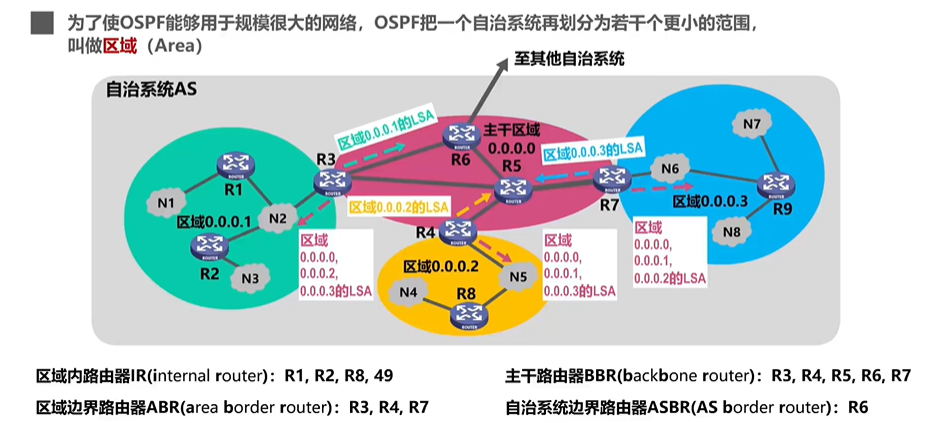 为了使OSPF能够用于规模很大的网络，OSPF把一个自治系统再划分为若干个更小的范围，
叫做区域（Area）
至其他自治系统
自治系统AS
区域0.0.0.1的LSA
主干区域
0.0.0.0
N7
R3
ROUTER
R6
R5
区域0.0.0.3的LSA
ROUTER
R1
ROUTER
ROUTER
ROUTER
R7
N6
ROUTER
R9
N1
区域0.0.0.1
N2
区域0.0.0.2的LSA
区域0.0.0.3
ROUTER
R2
N3
区域
0.0.0.0,
0.0.0.2,
0.0.0.3的LSA
R4
ROUTER
区域0.0.0.2
N5
N4
R8
ROUTER
区域
0.0.0.0,
0.0.0.1,
0.0.0.3的LSA
区域
0.0.0.0,
0.0.0.1,
0.0.0.2的LSA
N8
区域内路由器IR(internal router)：R1, R2, R8, 49
主干路由器BBR(backbone router)：R3, R4, R5, R6, R7
区域边界路由器ABR(area border router)：R3, R4, R7
自治系统边界路由器ASBR(AS border router)：R6